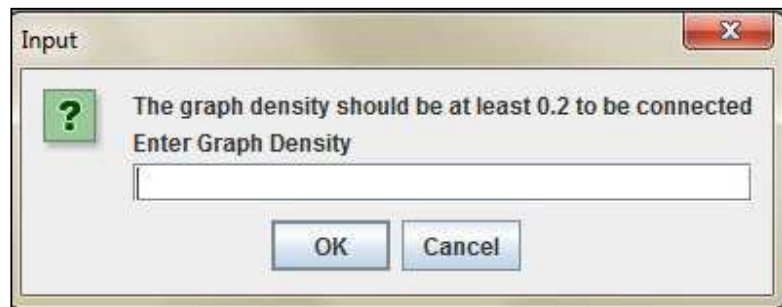 Input
The graph density should be at least 0.2 to be connected
Enter Graph Density
OK Cancel